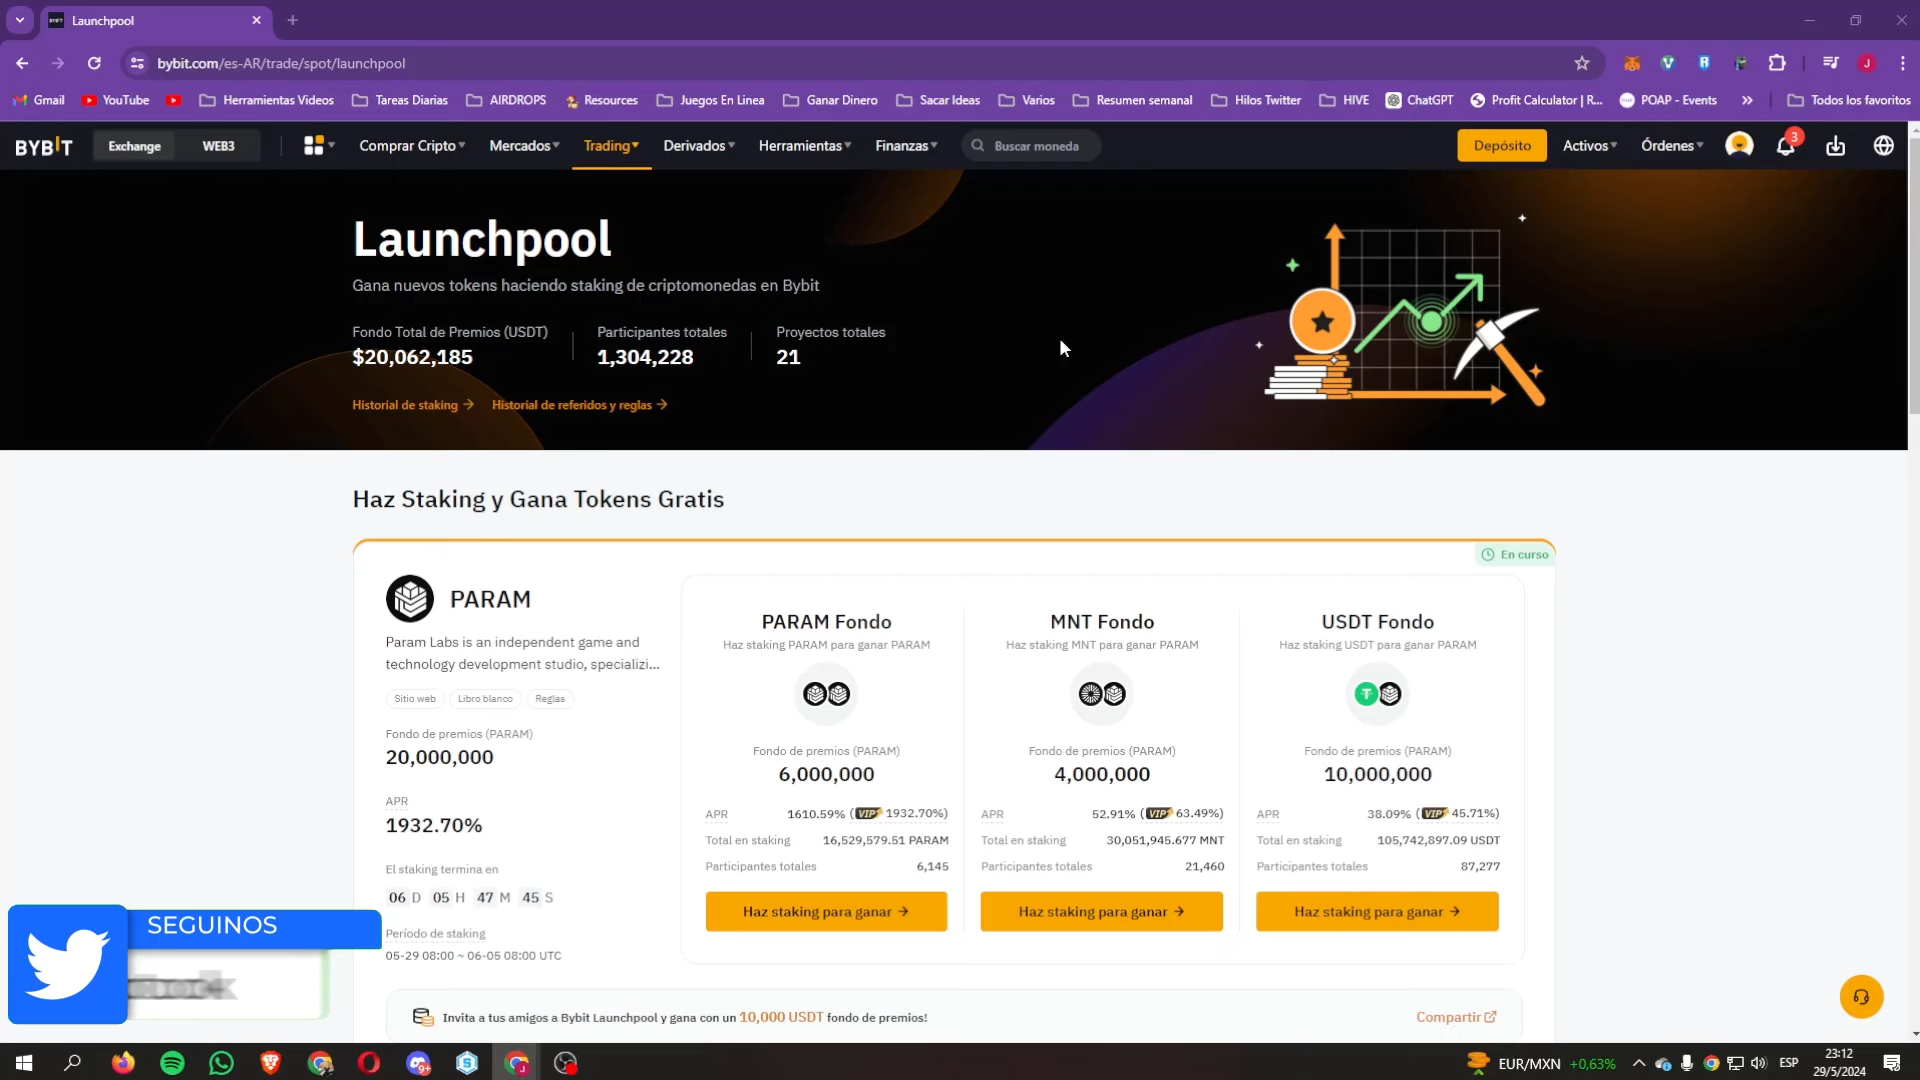 Launchpool
bybit.com/es-AR/trade/spot/launchpool
J
Gmail YouTube Herramientas Videos Tareas Diarias AIRDROPS Resources Juegos En Linea Ganar Dinero Sacar Ideas Varios Resumen semanal Hilos Twitter HIVE ChatGPT Profit Calculator | R... POAP - Events » Todos los favoritos
BYBIT Exchange WEB3 Comprar Cripto Mercados Trading Derivados Herramientas Finanzas Buscar moneda Depósito Activos Órdenes 3
Launchpool
Gana nuevos tokens haciendo staking de criptomonedas en Bybit
Fondo Total de Premios (USDT) Participantes totales Proyectos totales
$20,062,185 1,304,228 21
Historial de staking → Historial de referidos y reglas →
Haz Staking y Gana Tokens Gratis
En curso
PARAM
Param Labs is an independent game and
technology development studio, specializi...
Sitio web Libro blanco Reglas
Fondo de premios (PARAM)
20,000,000
APR
1932.70%
El staking termina en
06 D 05 H 47 M 45 S
Período de staking
05-29 08:00 ~ 06-05 08:00 UTC
PARAM Fondo
Haz staking PARAM para ganar PARAM
Fondo de premios (PARAM)
6,000,000
APR 1610.59% (VIP 1932.70%)
Total en staking 16,529,579.51 PARAM
Participantes totales 6,145
Haz staking para ganar →
MNT Fondo
Haz staking MNT para ganar PARAM
Fondo de premios (PARAM)
4,000,000
APR 52.91% (VIP 63.49%)
Total en staking 30,051,945.677 MNT
Participantes totales 21,460
Haz staking para ganar →
USDT Fondo
Haz staking USDT para ganar PARAM
Fondo de premios (PARAM)
10,000,000
APR 38.09% (VIP 45.71%)
Total en staking 105,742,897.09 USDT
Participantes totales 87,277
Haz staking para ganar →
SEGUINOS
Invita a tus amigos a Bybit Launchpool y gana con un 10,000 USDT fondo de premios!
Compartir
EUR/MXN +0,63% ESP
23:12
29/5/2024